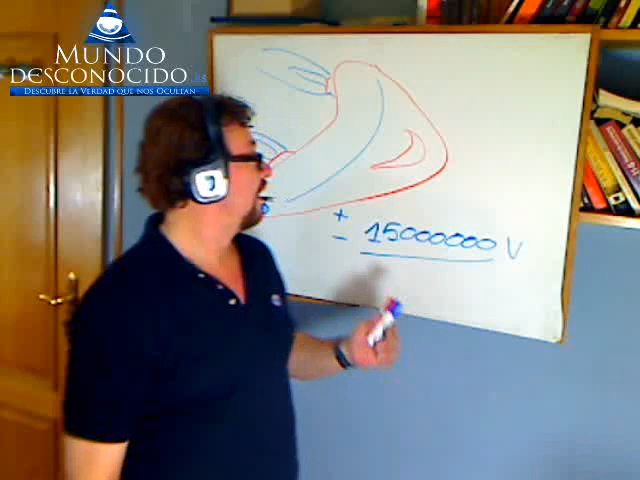 MUNDO
DESCONOCIDO.ES
DESCUBRE LA VERDAD QUE NOS OCULTAN
+ 15000000 V
-